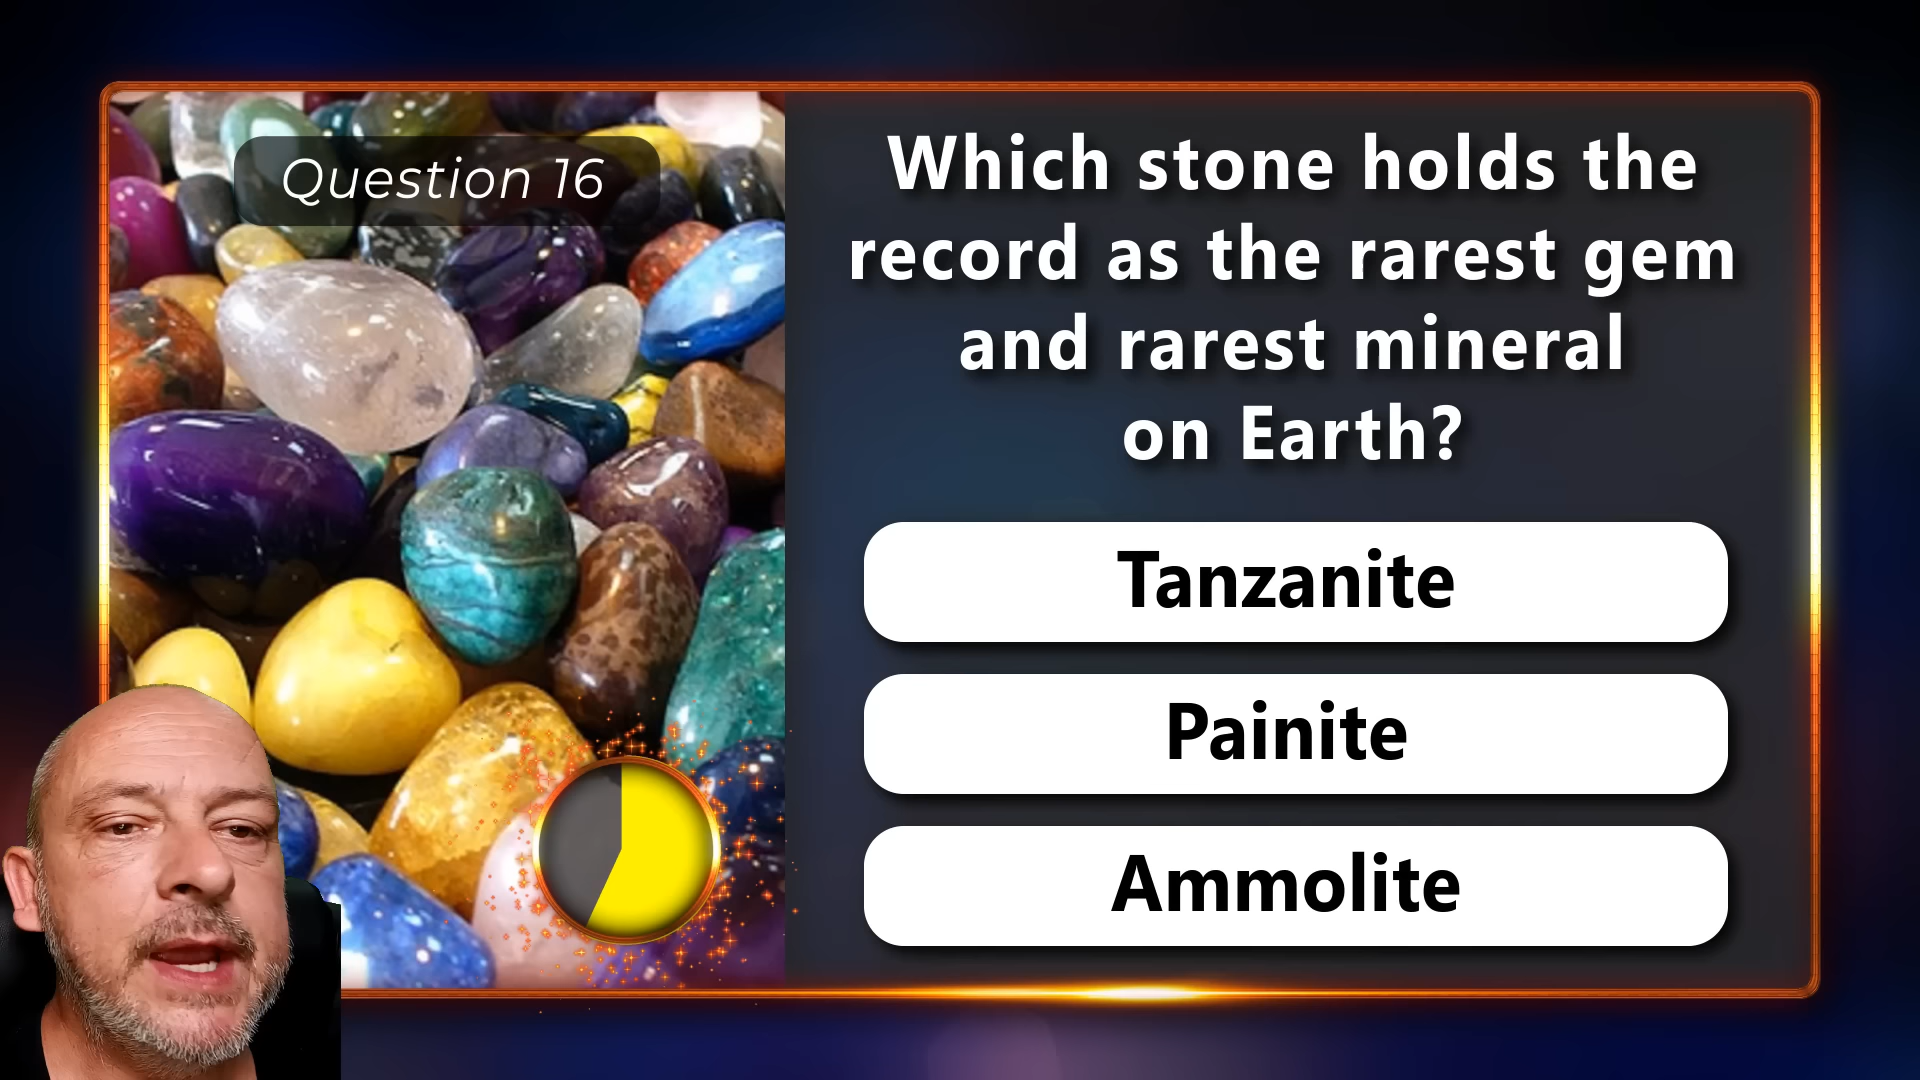 Question 16
Which stone holds the
record as the rarest gem
and rarest mineral
on Earth?
Tanzanite
Painite
Ammolite